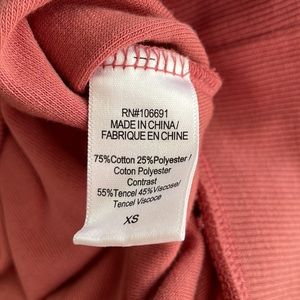 RN#106691
MADE IN CHINA/
FABRIQUE EN CHINE
75%Cotton 25%Polyester /
Coton Polyester
Contrast
55%Tencel 45%Viscose/
Tencel Viscoce
XS